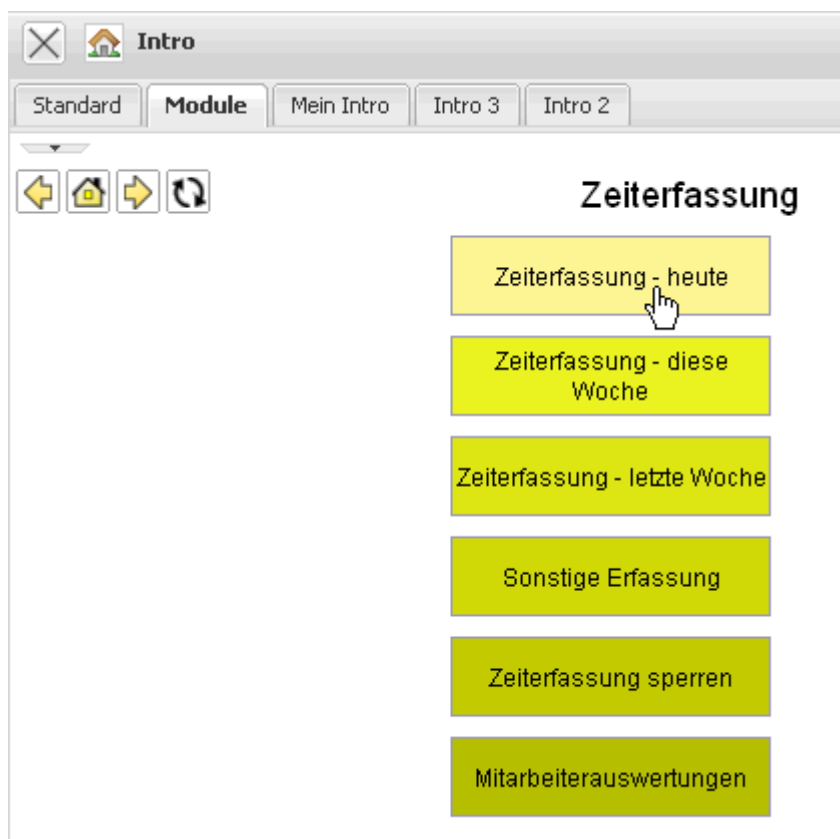 Intro
Standard Module Mein Intro Intro 3 Intro 2
Zeiterfassung
Zeiterfassung - heute
Zeiterfassung - diese
Woche
Zeiterfassung - letzte Woche
Sonstige Erfassung
Zeiterfassung sperren
Mitarbeiterauswertungen